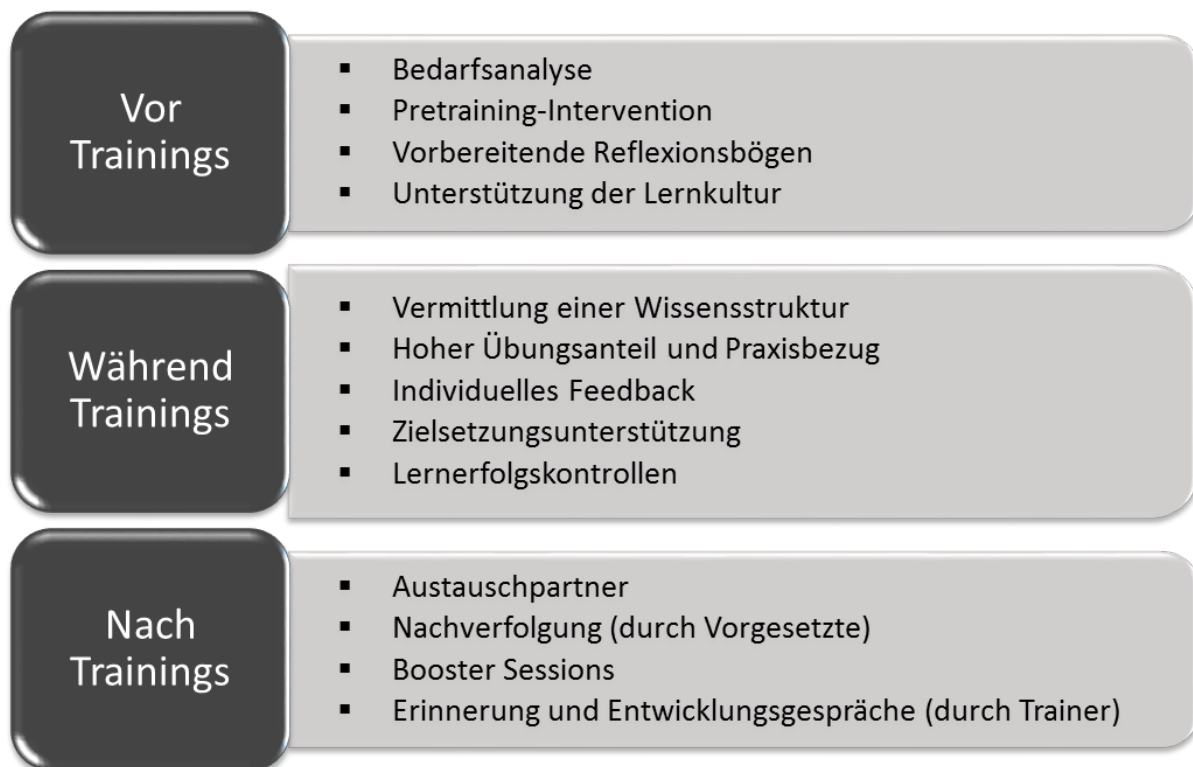 Vor
Trainings
▪ Bedarfsanalyse
▪ Pretraining-Intervention
▪ Vorbereitende Reflexionsbögen
▪ Unterstützung der Lernkultur
Während
Trainings
▪ Vermittlung einer Wissensstruktur
▪ Hoher Übungsanteil und Praxisbezug
▪ Individuelles Feedback
▪ Zielsetzungsunterstützung
▪ Lernerfolgskontrollen
Nach
Trainings
▪ Austauschpartner
▪ Nachverfolgung (durch Vorgesetzte)
▪ Booster Sessions
▪ Erinnerung und Entwicklungsgespräche (durch Trainer)